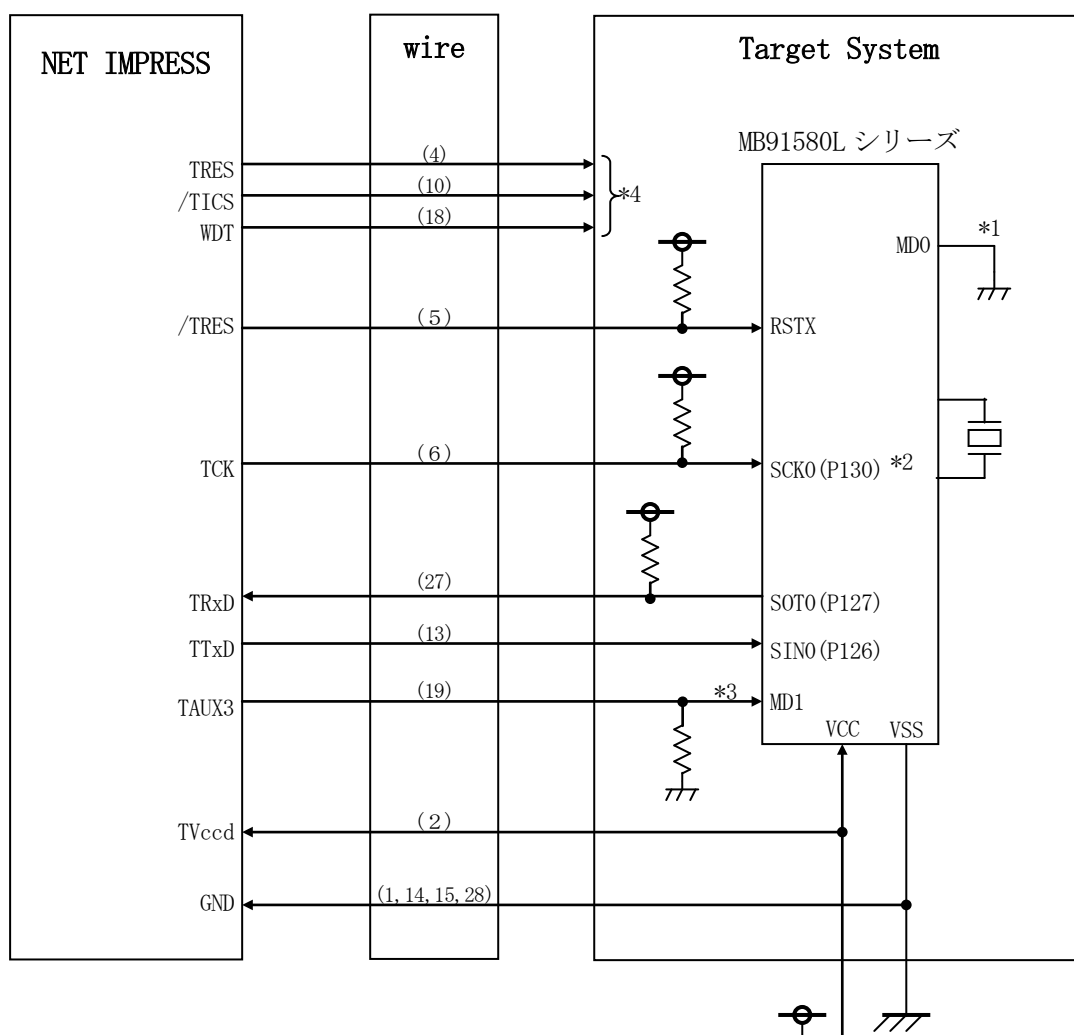 NET IMPRESS
wire
Target System
MB91580L シリーズ
TRES
(4)
/TICS
(10)
*4
WDT
(18)
MD0
*1
/TRES
(5)
RSTX
TCK
(6)
SCK0(P130)
*2
TRxD
(27)
SOT0(P127)
TTxD
(13)
SIN0(P126)
TAUX3
(19)
*3
MD1
VCC
VSS
TVccd
(2)
GND
(1,14,15,28)